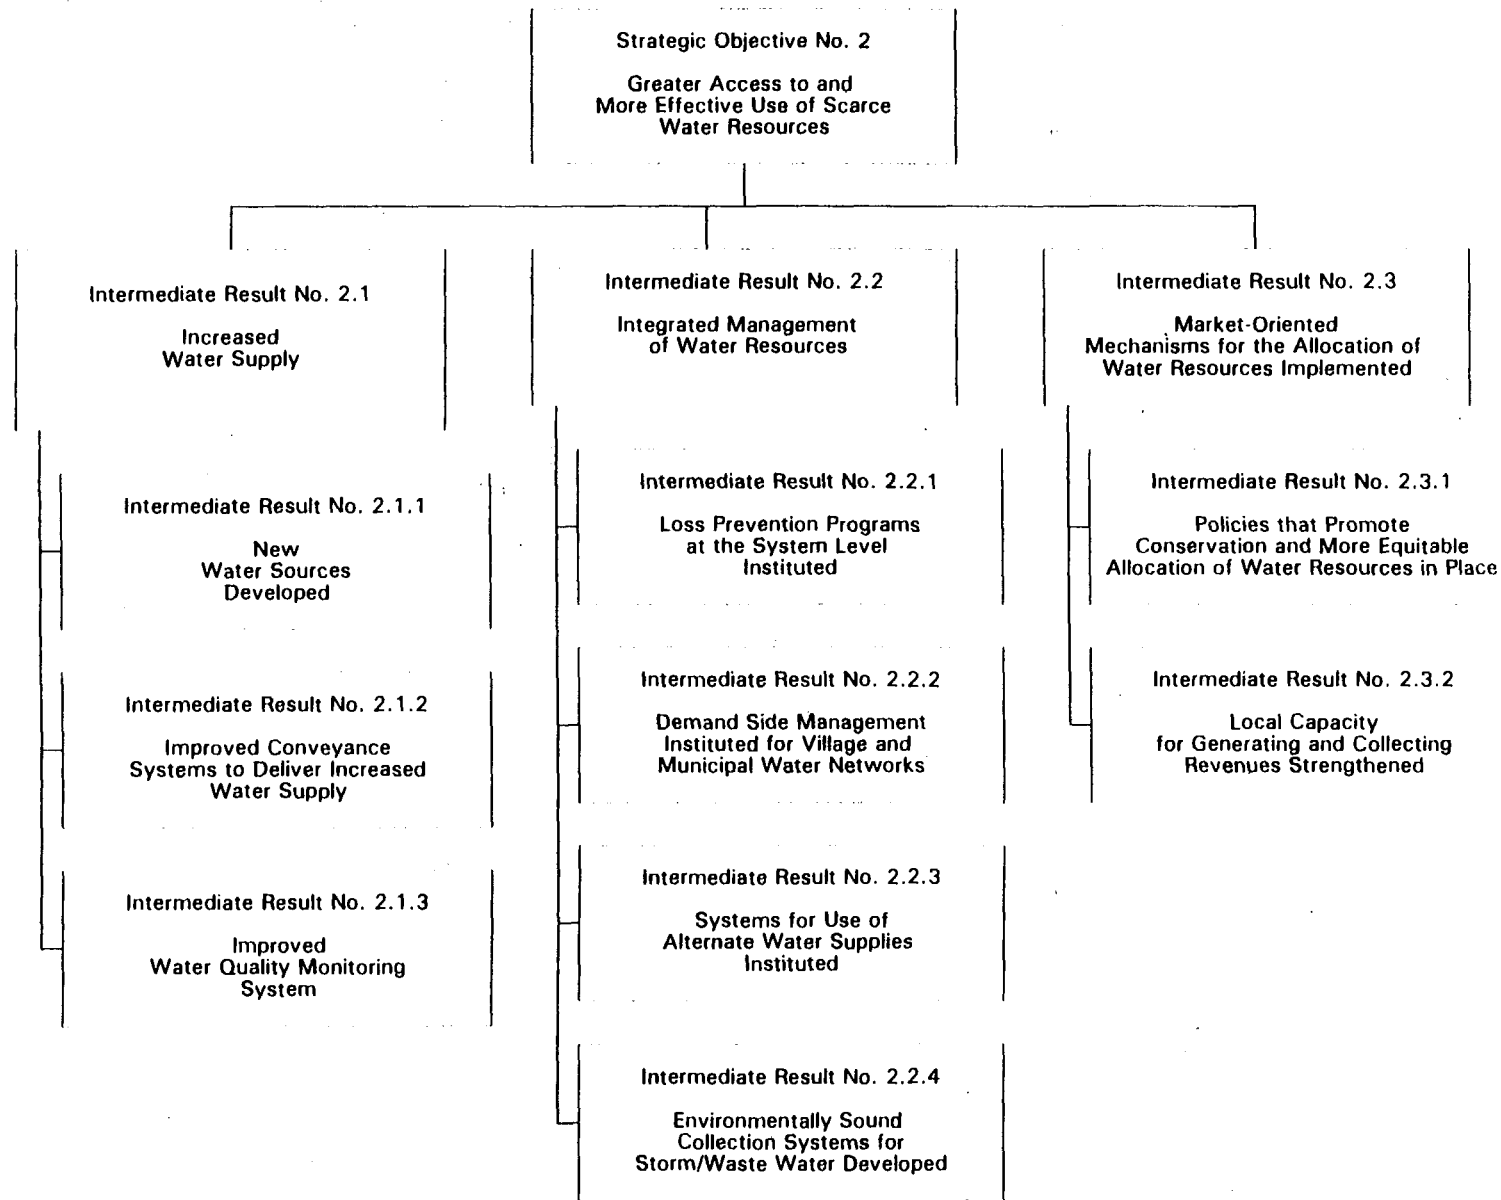 Strategic Objective No. 2
Greater Access to and
More Effective Use of Scarce
Water Resources
Intermediate Result No. 2.1
Increased
Water Supply
Intermediate Result No. 2.1.1
New
Water Sources
Developed
Intermediate Result No. 2.1.2
Improved Conveyance
Systems to Deliver Increased
Water Supply
Intermediate Result No. 2.1.3
Improved
Water Quality Monitoring
System
Intermediate Result No. 2.2
Integrated Management
of Water Resources
Intermediate Result No. 2.2.1
Loss Prevention Programs
at the System Level
Instituted
Intermediate Result No. 2.2.2
Demand Side Management
Instituted for Village and
Municipal Water Networks
Intermediate Result No. 2.2.3
Systems for Use of
Alternate Water Supplies
Instituted
Intermediate Result No. 2.2.4
Environmentally Sound
Collection Systems for
Storm/Waste Water Developed
Intermediate Result No. 2.3
Market-Oriented
Mechanisms for the Allocation of
Water Resources Implemented
Intermediate Result No. 2.3.1
Policies that Promote
Conservation and More Equitable
Allocation of Water Resources in Place
Intermediate Result No. 2.3.2
Local Capacity
for Generating and Collecting
Revenues Strengthened